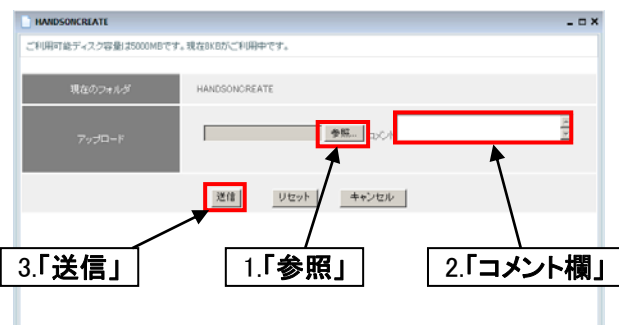 HANDSONCREATE
ご利用可能ディスク容量は5000MBです。現在8KBがご利用中です。
現在のフォルダ HANDSONCREATE
アップロード 参照... コメント
送信 リセット キャンセル
3.「送信」 1.「参照」 2.「コメント欄」